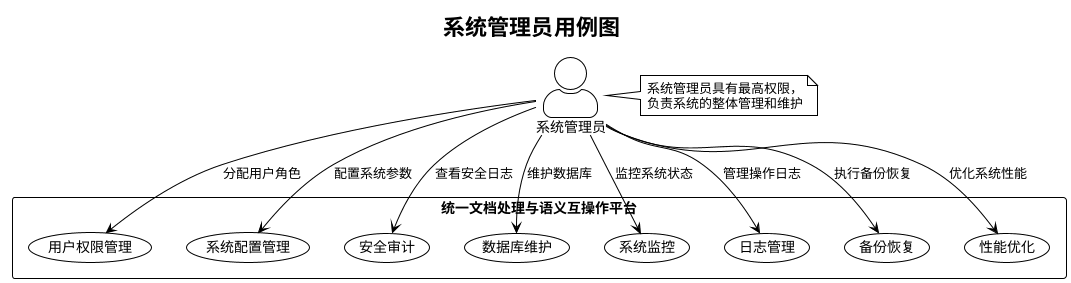 系统管理员用例图
系统管理员具有最高权限，
负责系统的整体管理和维护
系统管理员
分配用户角色
配置系统参数
查看安全日志
维护数据库
监控系统状态
管理操作日志
执行备份恢复
优化系统性能
统一文档处理与语义互操作平台
用户权限管理
系统配置管理
安全审计
数据库维护
系统监控
日志管理
备份恢复
性能优化